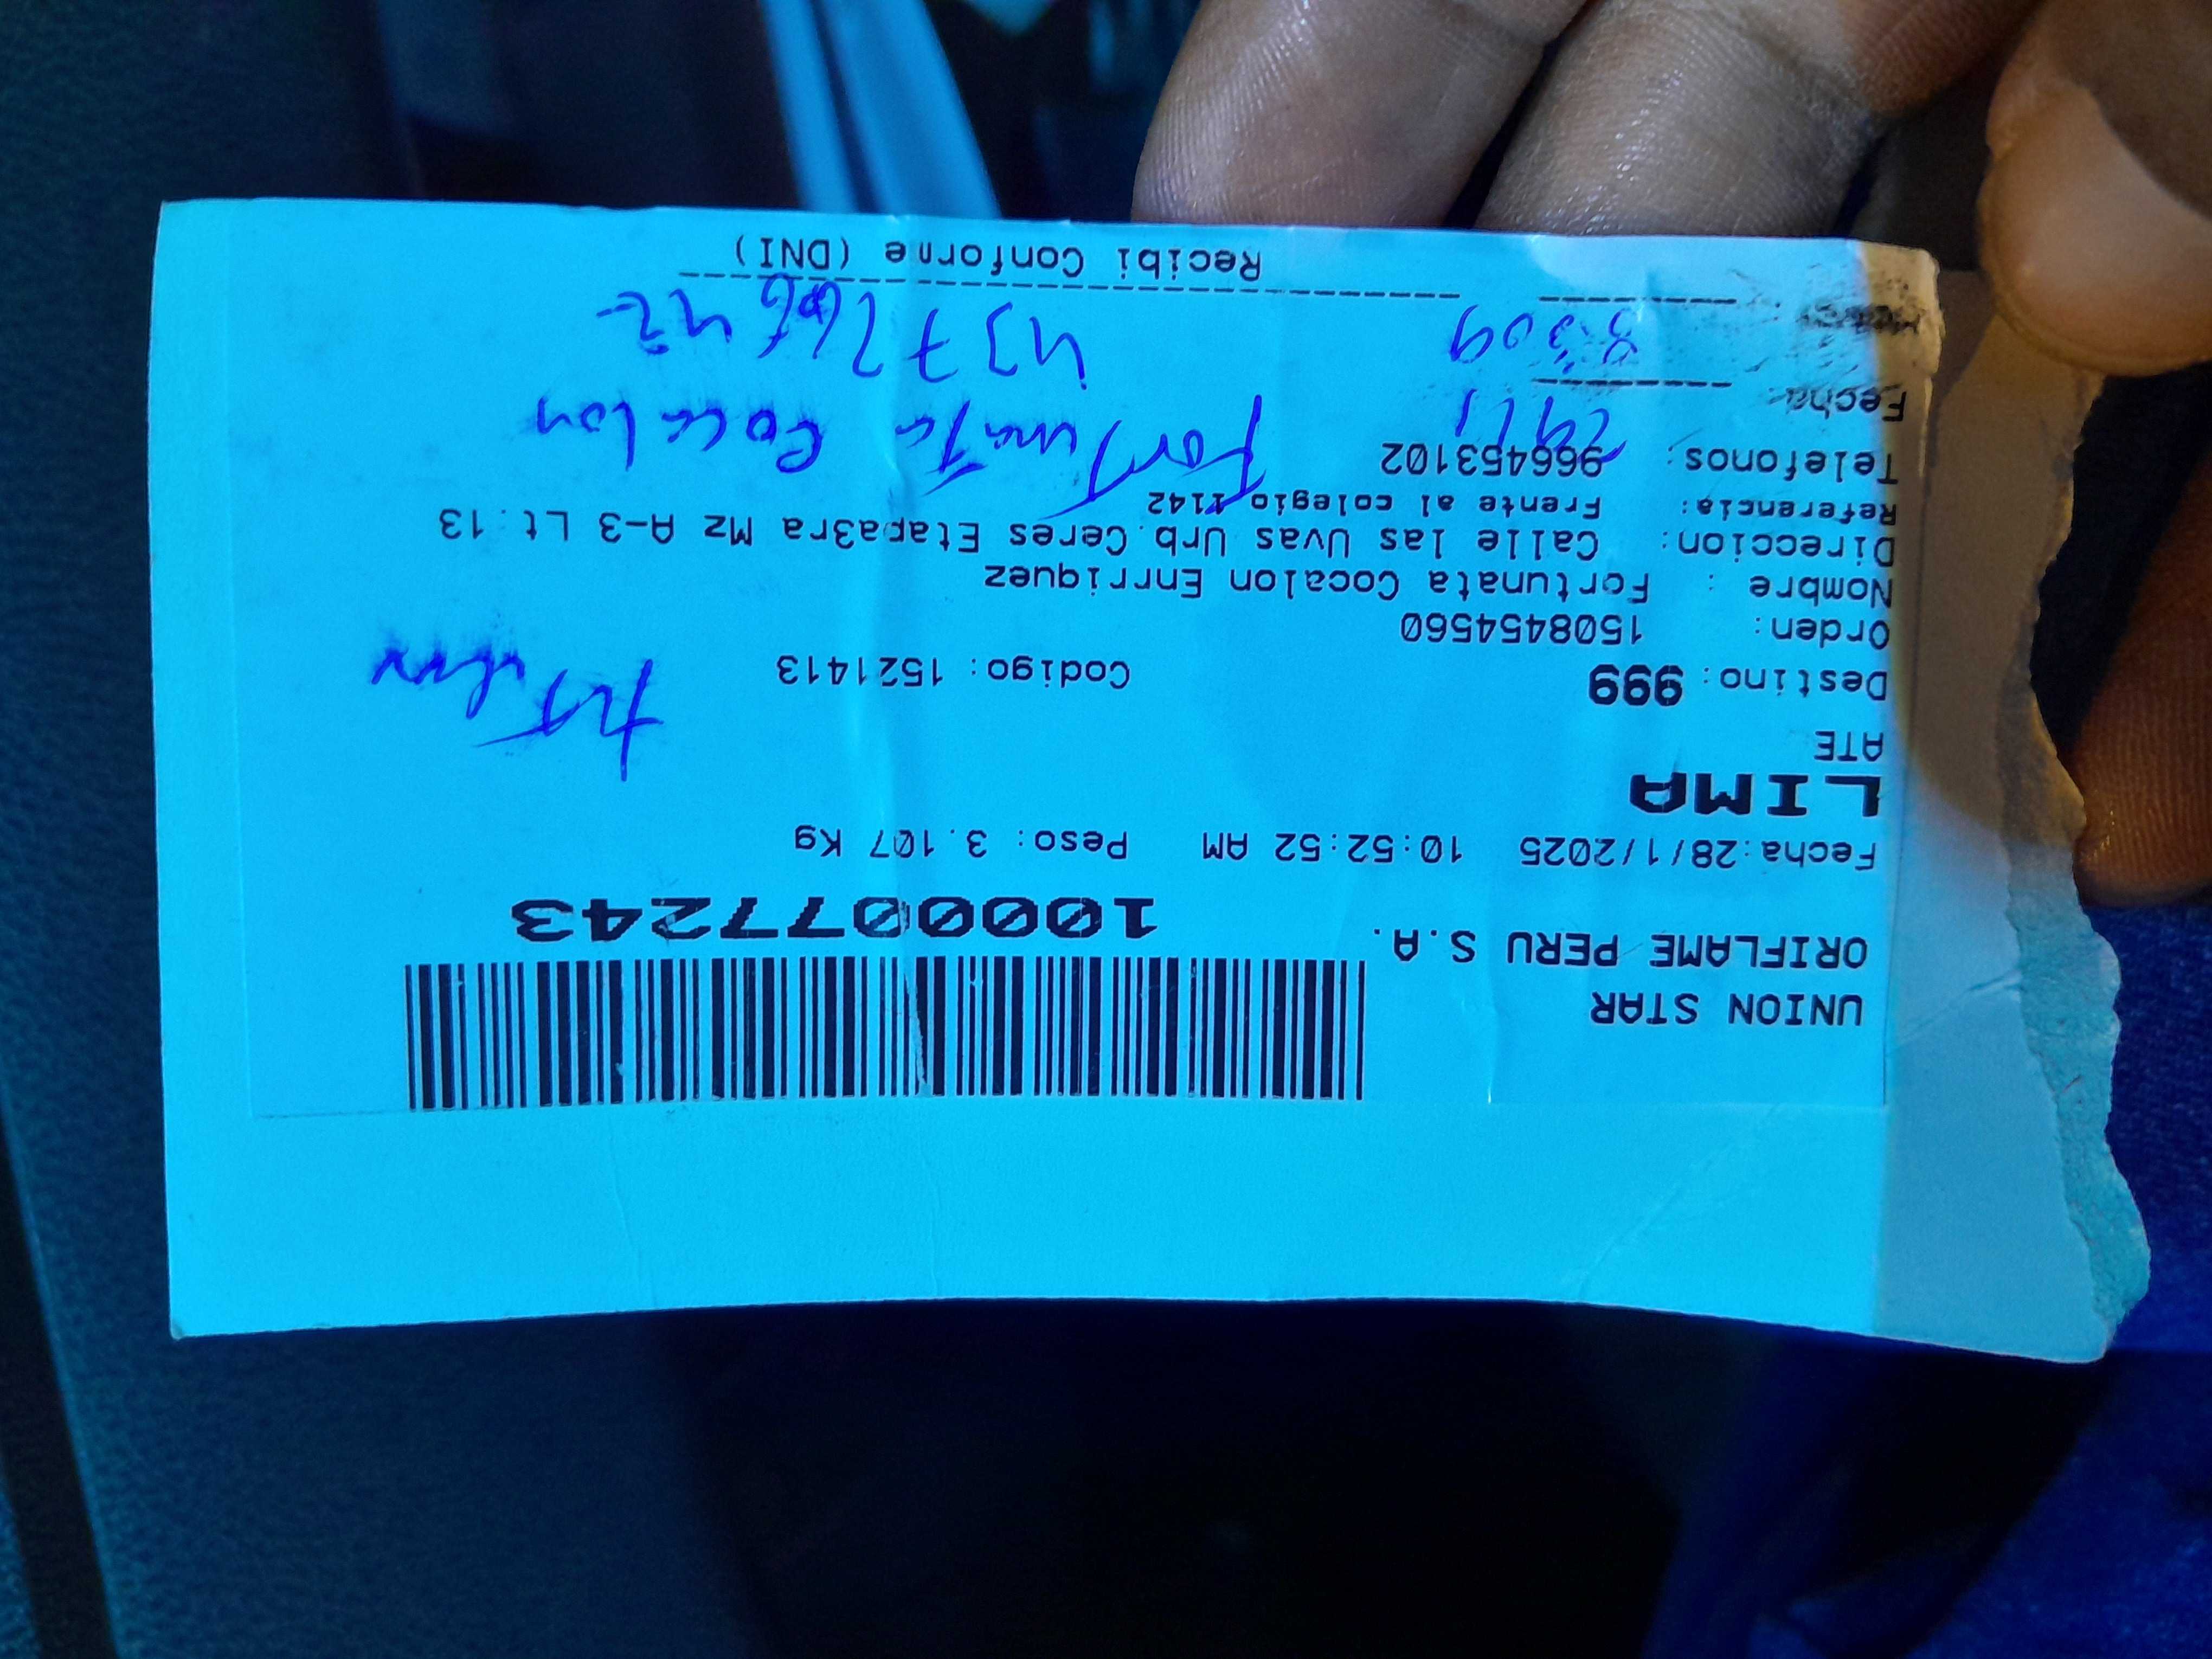 UNION STAR
ORIFLAME PERU S.A.
1000077243
Fecha:28/1/2025 10:52:52 AM Peso: 3.107 Kg
LIMA
ATE
Destino: 999 Codigo: 1521413
Orden: 1508454560
Nombre : Fortunata Cocalon Enrriquez
Direccion: Calle las Uvas Urb.Ceres Etapa3ra Mz A-3 Lt.13
Referencia: Frente al colegio 1142
Telefonos: 966453102
Fortunata Cocalon
Fecha: 29/1
8:309
Recibi Conforme (DNI)